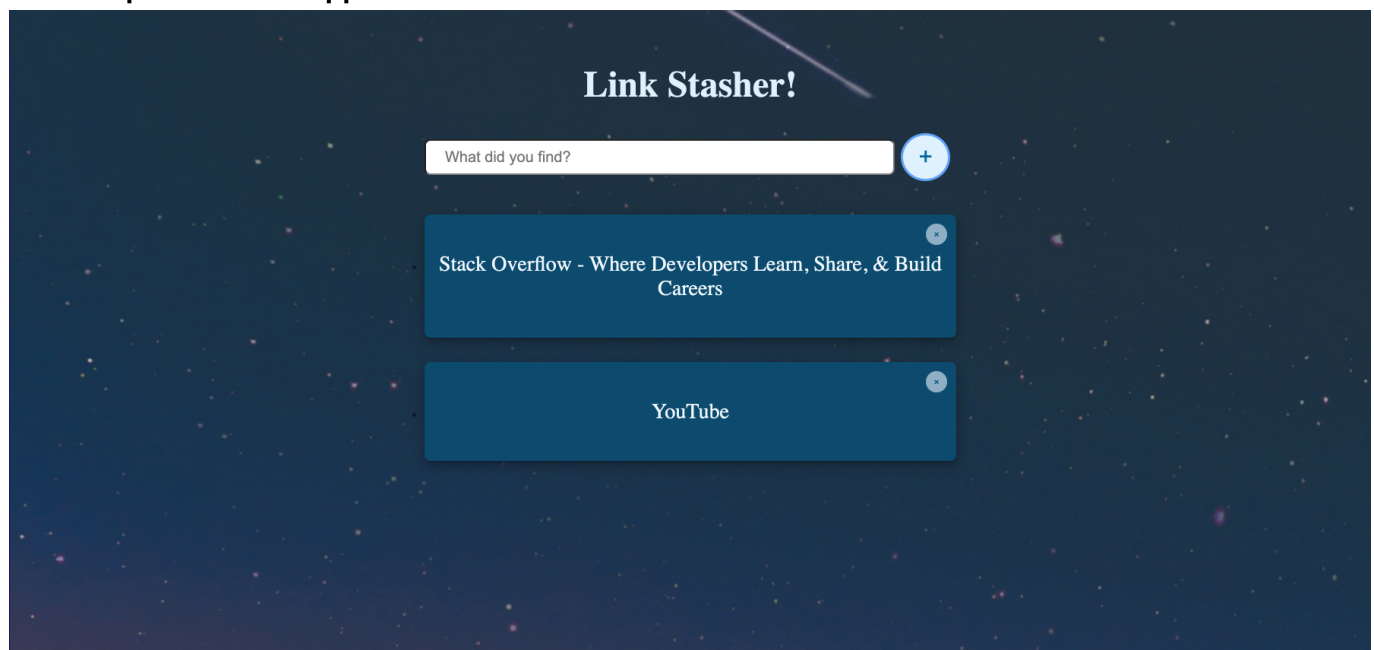 Link Stasher!
What did you find?
+
×
Stack Overflow - Where Developers Learn, Share, & Build
Careers
×
YouTube